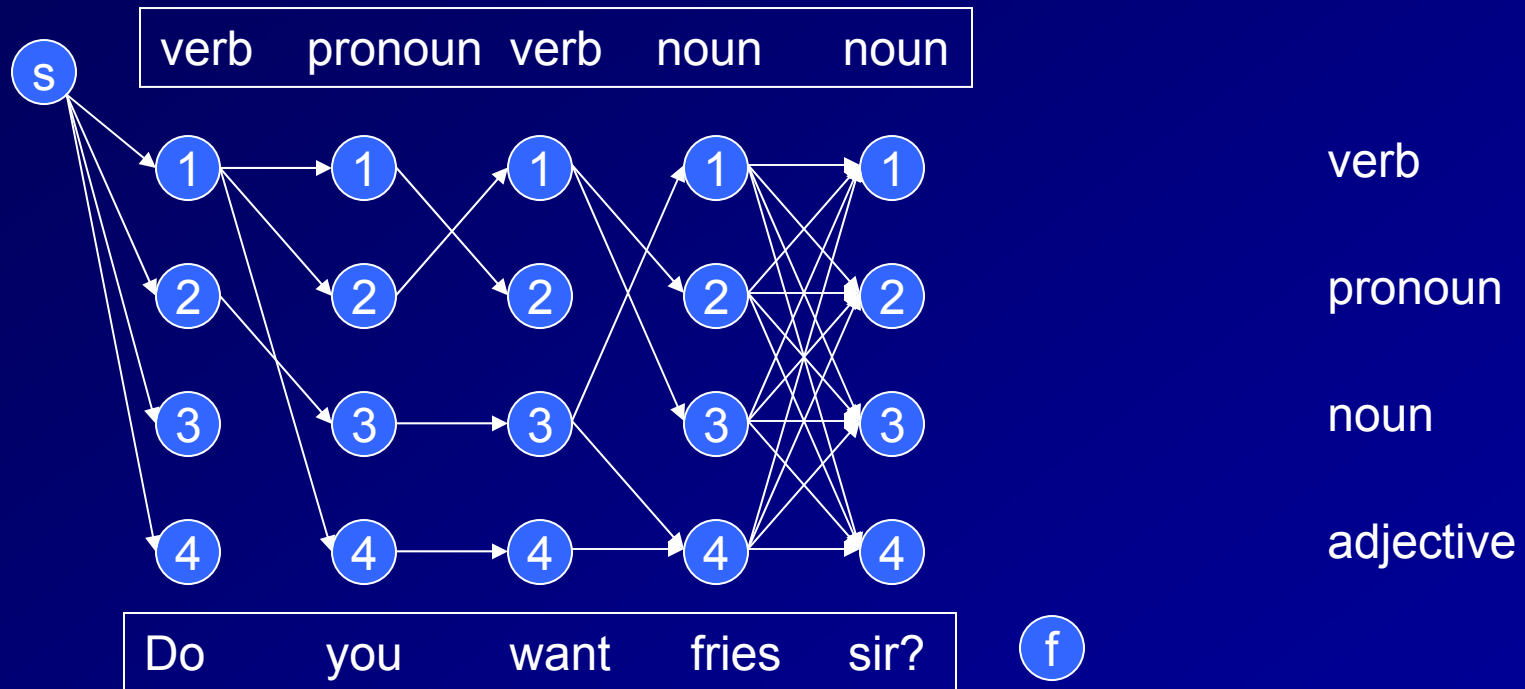 verb pronoun verb noun noun
s
1 1 1 1 1 verb
2 2 2 2 2 pronoun
3 3 3 3 3 noun
4 4 4 4 4 adjective
Do you want fries sir? f